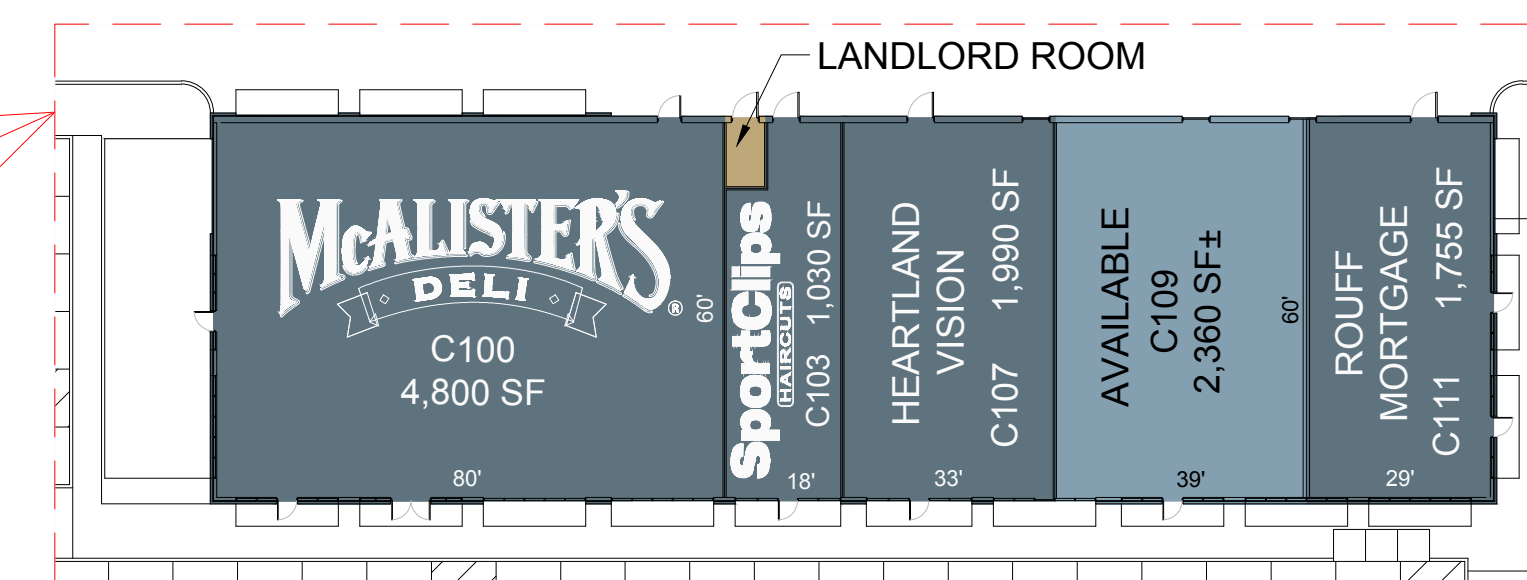 LANDLORD ROOM
McALISTER'S
DELI
®
C100
4,800 SF
80'
60'
SportClips
HAIRCUTS
C103 1,030 SF
18'
HEARTLAND
VISION
C107 1,990 SF
33'
AVAILABLE
C109
2,360 SF±
60'
39'
ROUFF
MORTGAGE
C111 1,755 SF
29'